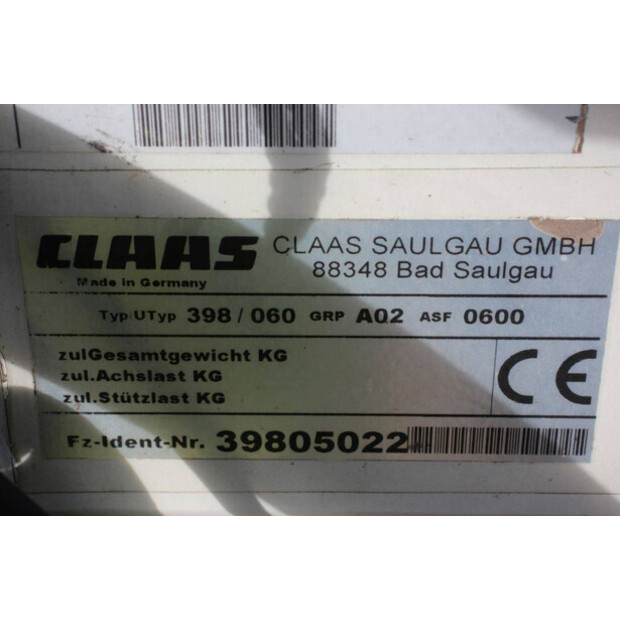 CLAAS CLAAS SAULGAU GMBH
Made in Germany 88348 Bad Saulgau
Typ/UTyp 398 / 060 GRP A02 ASF 0600
zulGesamtgewicht KG
zul.Achslast KG
zul.Stützlast KG
CE
Fz-Ident-Nr. 39805022